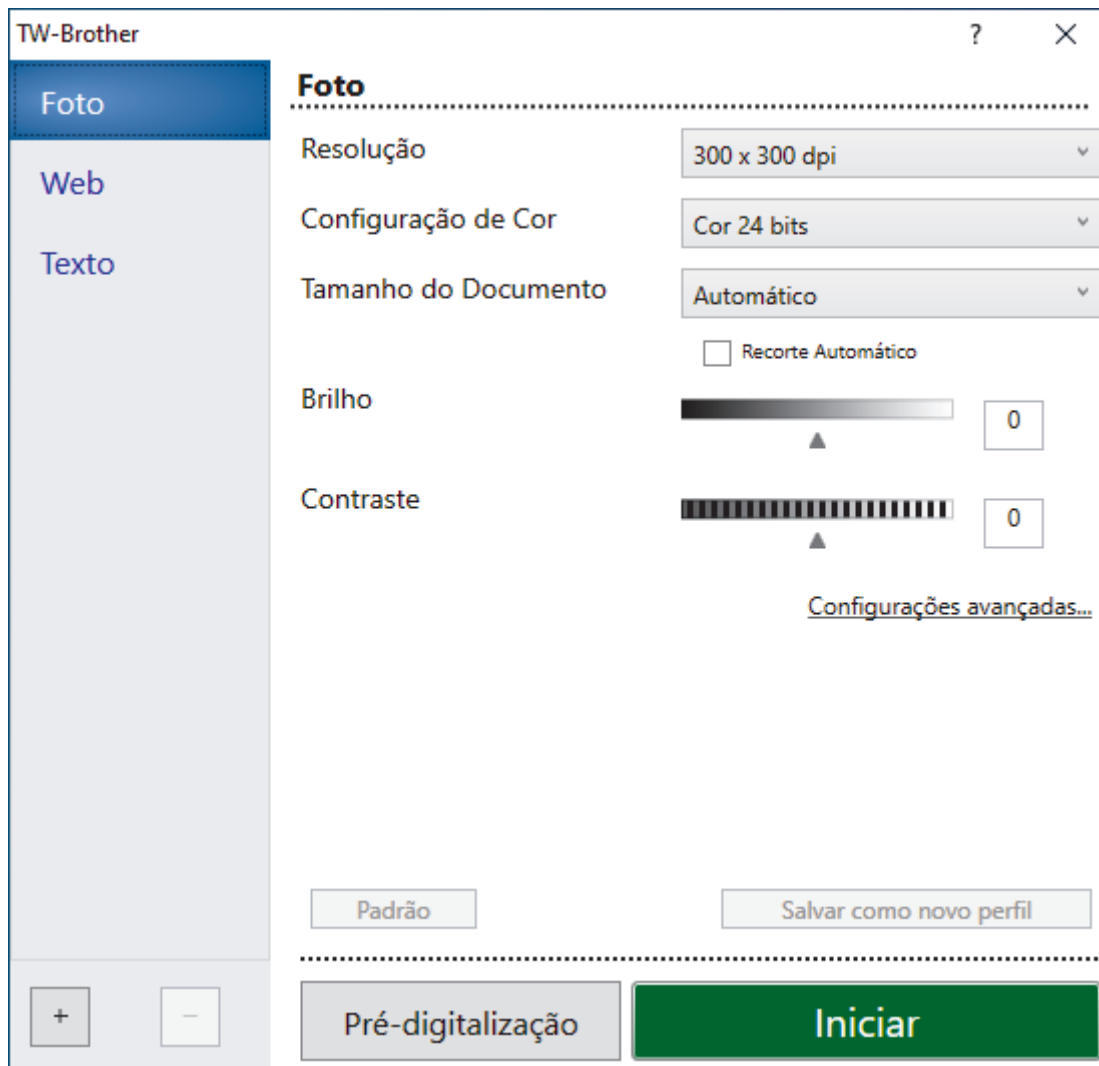 TW-Brother ?
Foto
Web
Texto
Foto
Resolução 300 x 300 dpi
Configuração de Cor Cor 24 bits
Tamanho do Documento Automático
Recorte Automático
Brilho 0
Contraste 0
Configurações avançadas...
Padrão Salvar como novo perfil
+ −
Pré-digitalização Iniciar